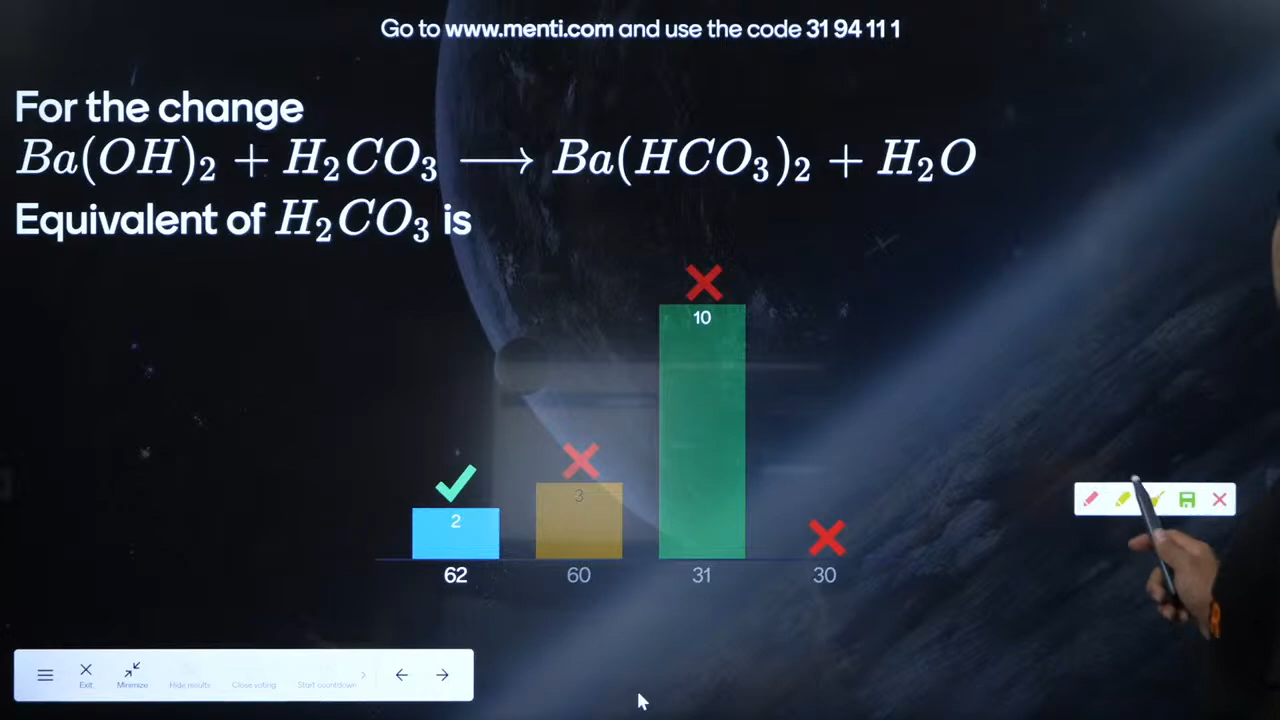 Go to www.menti.com and use the code 31 94 11 1
For the change
Ba(OH)₂ + H₂CO₃ ⟶ Ba(HCO₃)₂ + H₂O
Equivalent of H₂CO₃ is
10
3
2
62 60 31 30
Exit Minimize Hide results Close voting Start countdown